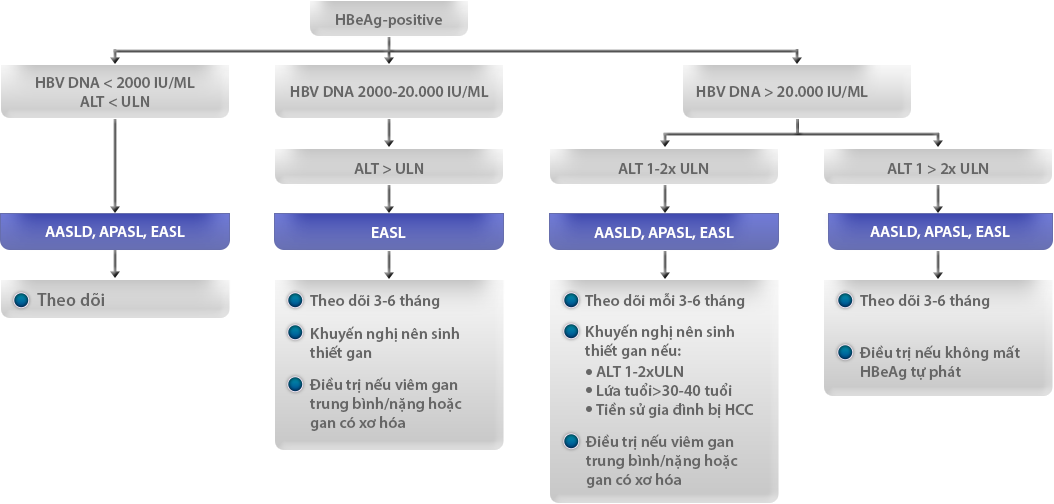 HBeAg-positive
HBV DNA < 2000 IU/ML
ALT < ULN
HBV DNA 2000-20.000 IU/ML
HBV DNA > 20.000 IU/ML
ALT > ULN
ALT 1-2x ULN
ALT 1 > 2x ULN
AASLD, APASL, EASL
EASL
AASLD, APASL, EASL
AASLD, APASL, EASL
Theo dõi
Theo dõi 3-6 tháng
Khuyến nghị nên sinh
thiết gan
Điều trị nếu viêm gan
trung bình/nặng hoặc
gan có xơ hóa
Theo dõi mỗi 3-6 tháng
Khuyến nghị nên sinh
thiết gan nếu:
• ALT 1-2xULN
• Lứa tuổi>30-40 tuổi
• Tiền sử gia đình bị HCC
Điều trị nếu viêm gan
trung bình/nặng hoặc
gan có xơ hóa
Theo dõi 3-6 tháng
Điều trị nếu không mất
HBeAg tự phát